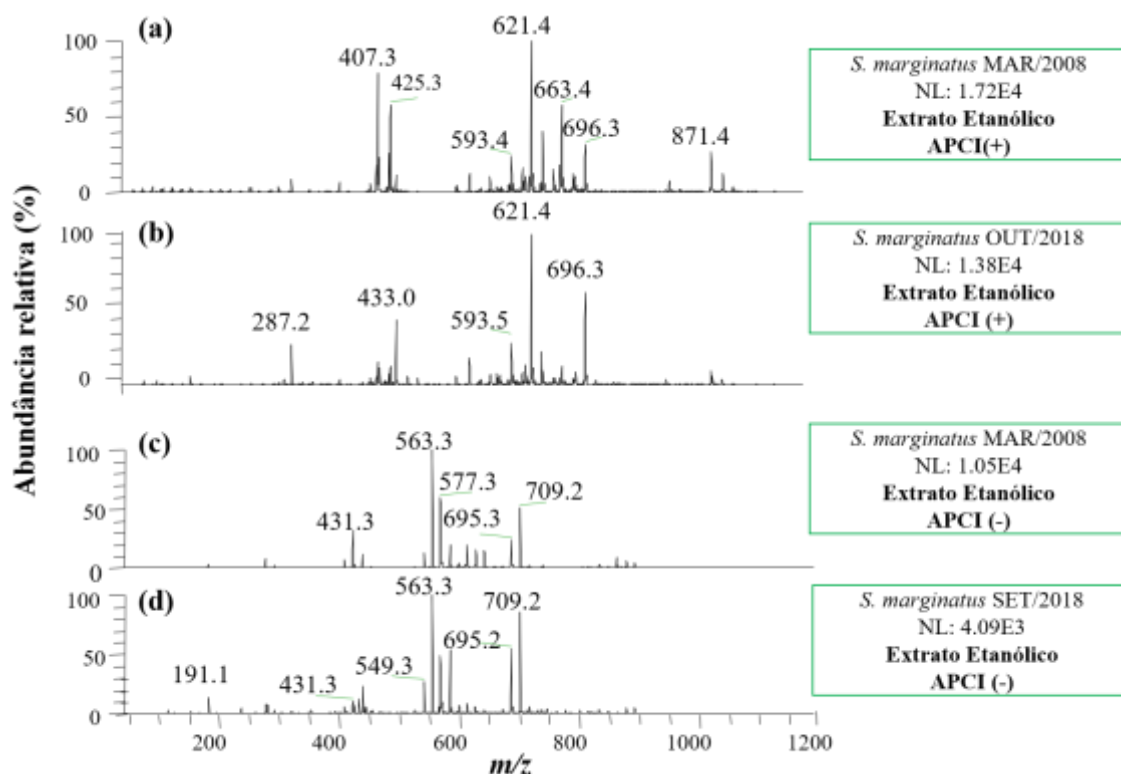 Abundância relativa (%)
(a)
100
50
0
407.3
425.3
593.4
621.4
663.4
696.3
871.4
S. marginatus MAR/2008
NL: 1.72E4
Extrato Etanólico
APCI(+)
(b)
100
50
0
287.2
433.0
593.5
621.4
696.3
S. marginatus OUT/2018
NL: 1.38E4
Extrato Etanólico
APCI (+)
(c)
100
50
0
431.3
563.3
577.3
695.3
709.2
S. marginatus MAR/2008
NL: 1.05E4
Extrato Etanólico
APCI (-)
(d)
100
50
0
191.1
431.3
549.3
563.3
695.2
709.2
S. marginatus SET/2018
NL: 4.09E3
Extrato Etanólico
APCI (-)
200 400 600 800 1000 1200
m/z